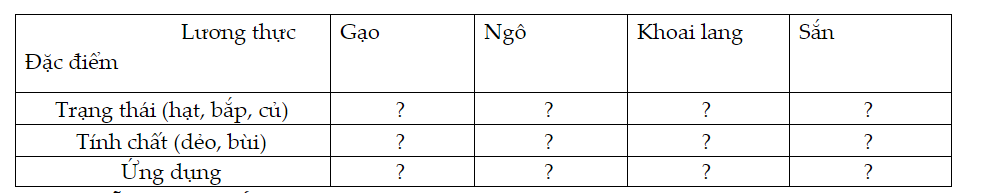 Lương thực Gạo Ngô Khoai lang Sắn
Đặc điểm
Trạng thái (hạt, bắp, củ) ? ? ? ?
Tính chất (dẻo, bùi) ? ? ? ?
Ứng dụng ? ? ? ?